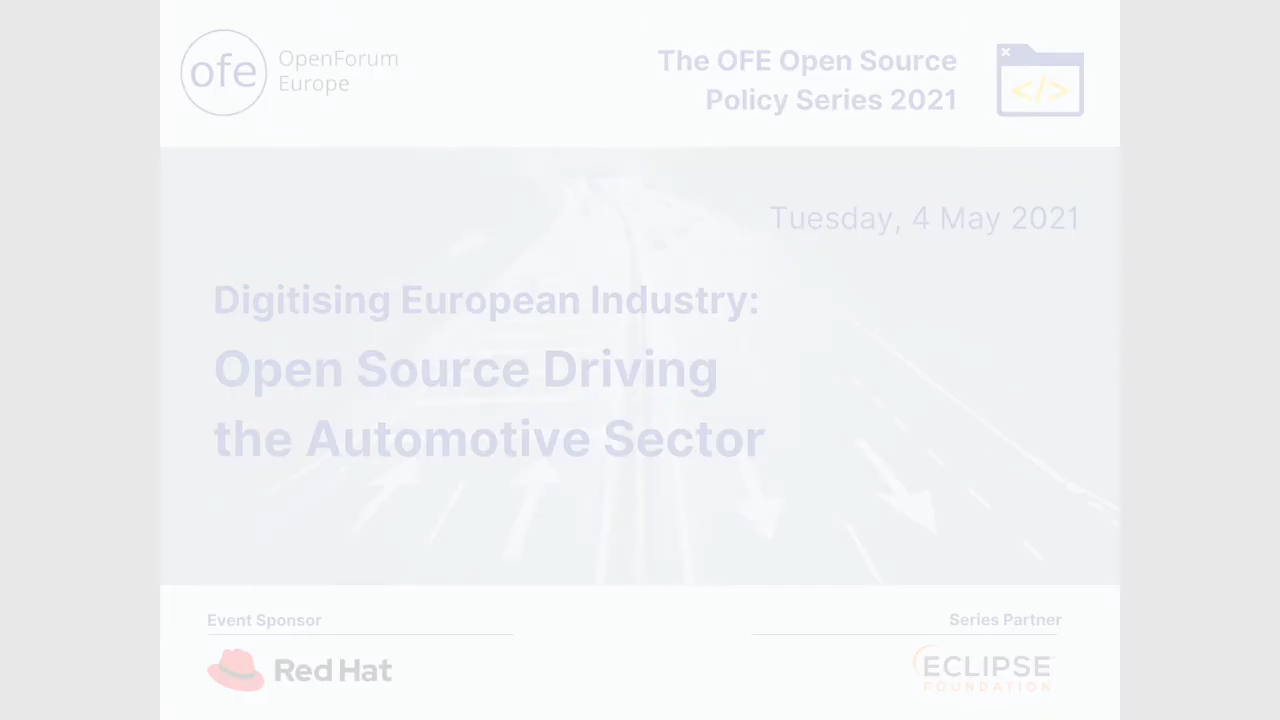 ofe
OpenForum
Europe
The OFE Open Source
Policy Series 2021
</>
Tuesday, 4 May 2021
Digitising European Industry:
Open Source Driving
the Automotive Sector
Event Sponsor
Series Partner
Red Hat
ECLIPSE
FOUNDATION